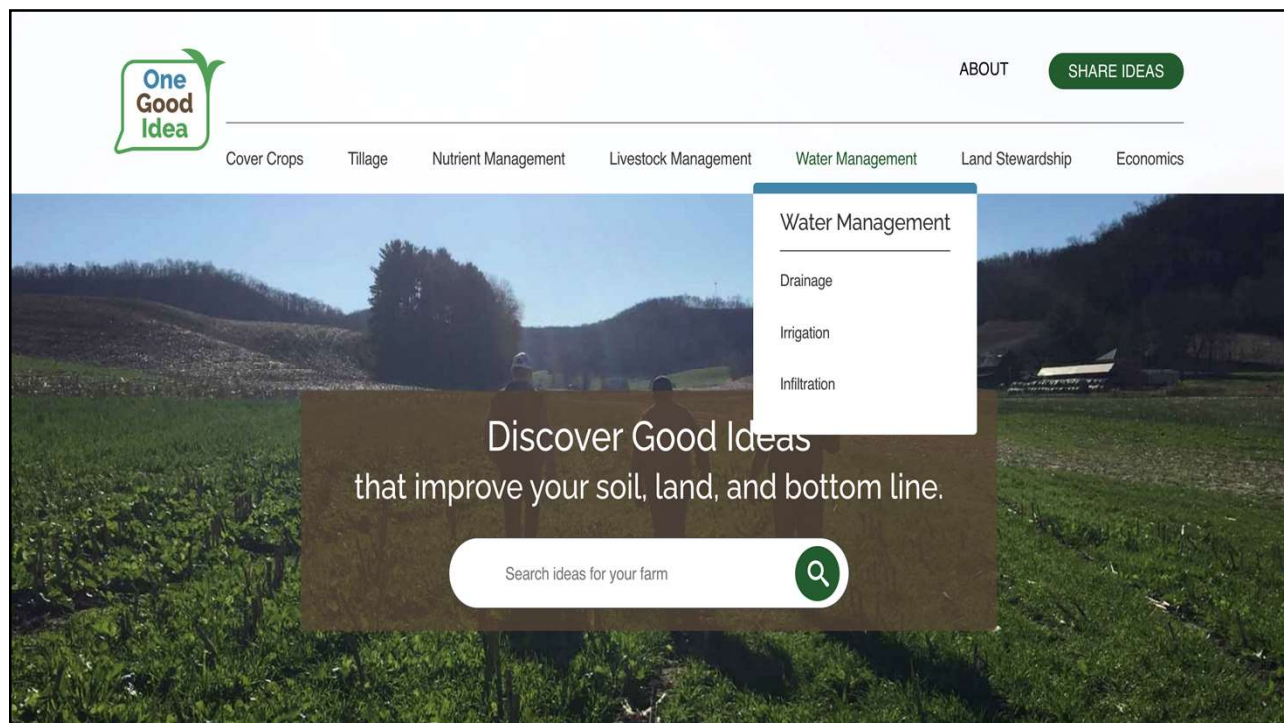 One
Good
Idea
ABOUT
SHARE IDEAS
Cover Crops
Tillage
Nutrient Management
Livestock Management
Water Management
Land Stewardship
Economics
Water Management
Drainage
Irrigation
Infiltration
Discover Good Ideas
that improve your soil, land, and bottom line.
Search ideas for your farm